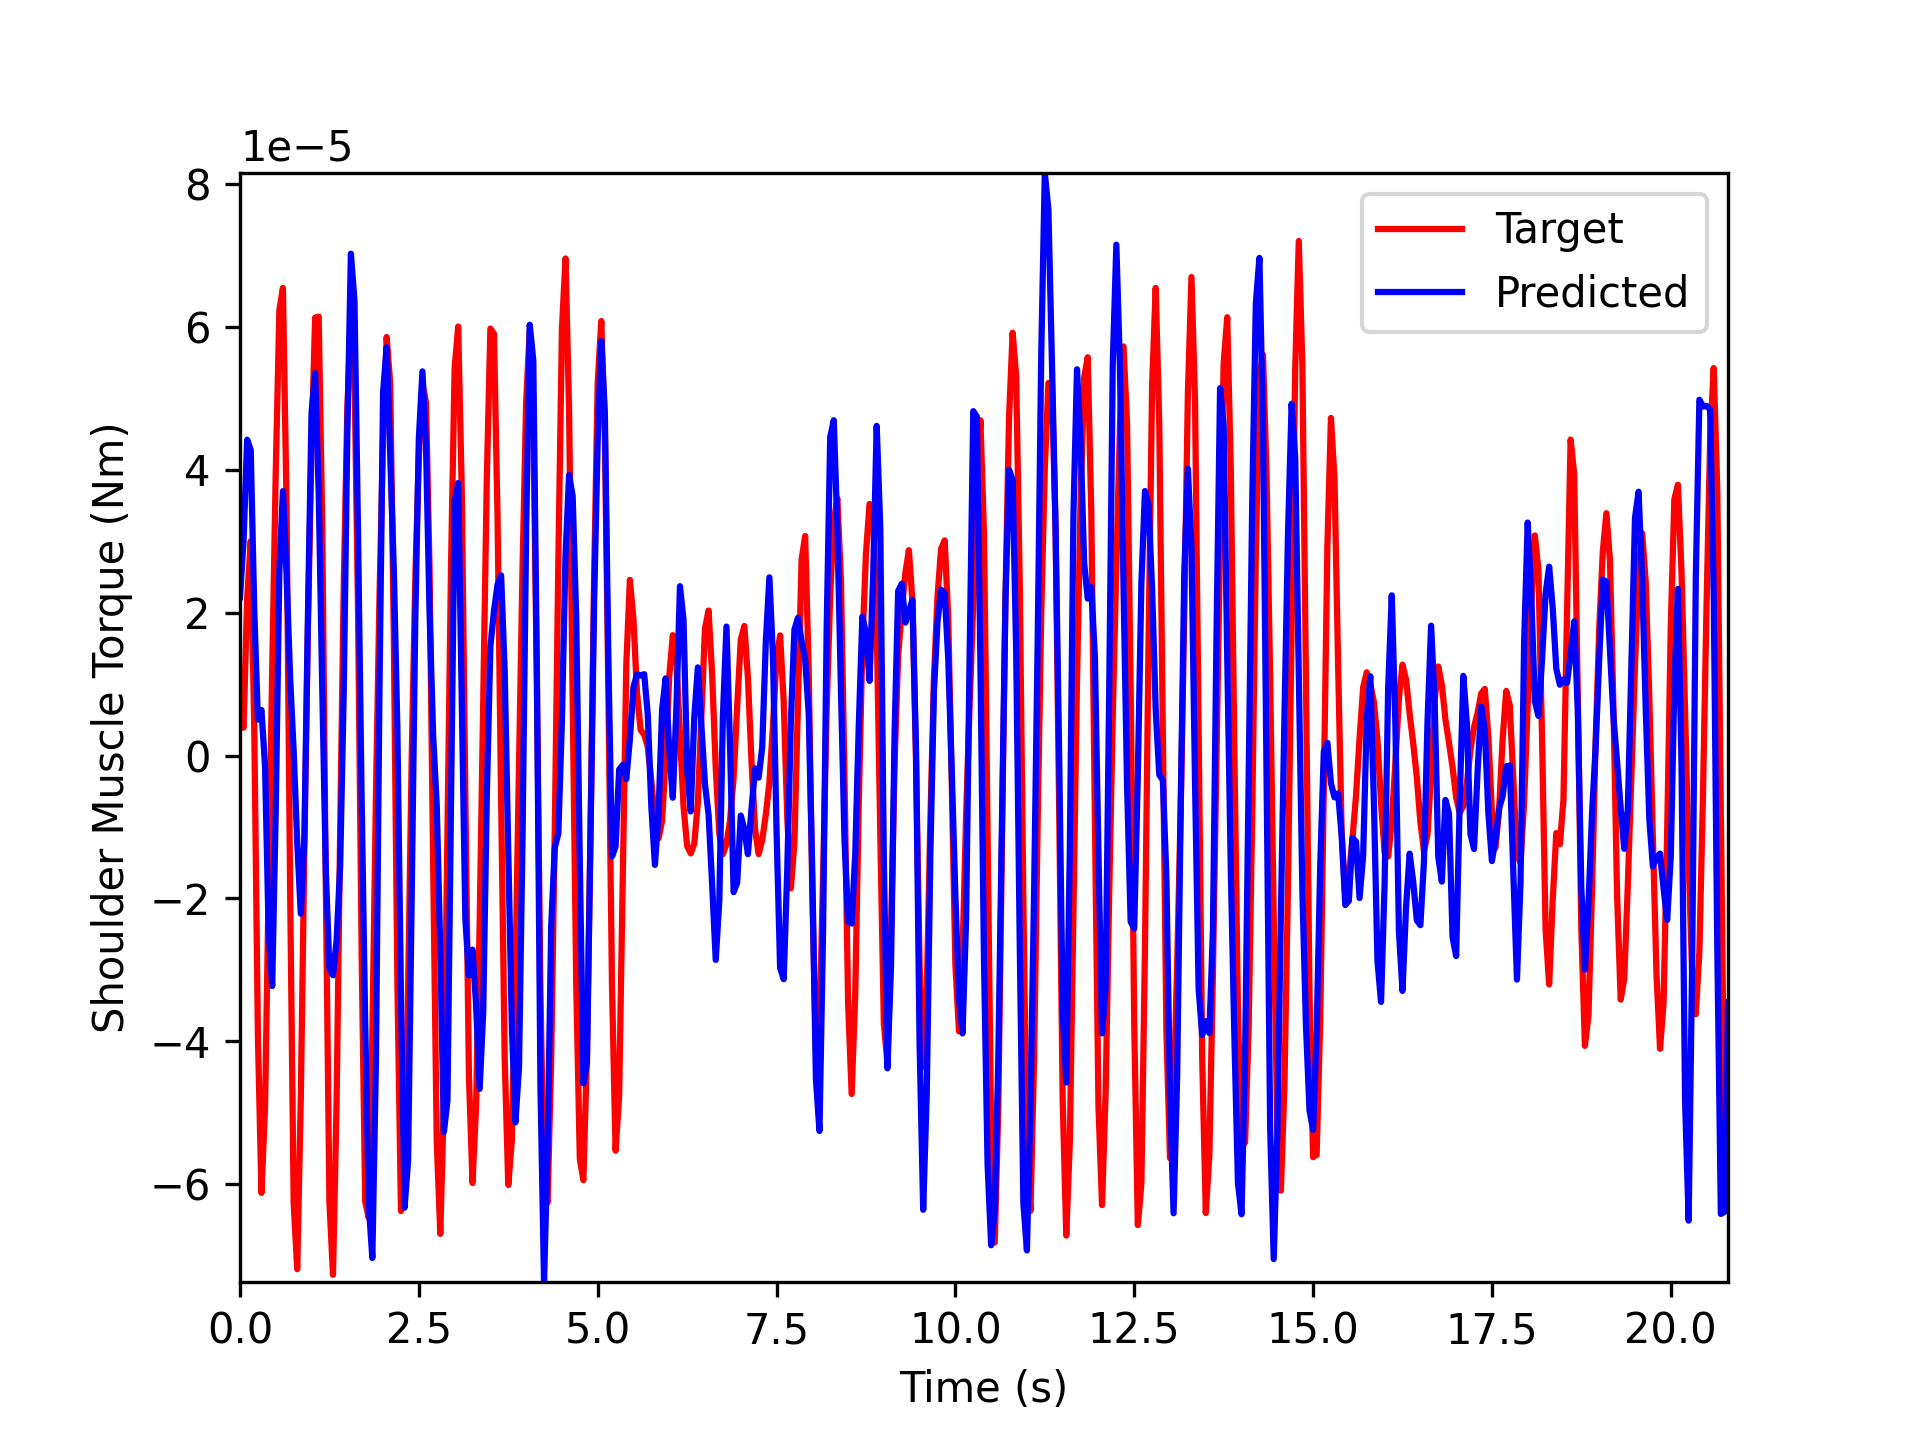 1e−5
8
6
4
2
0
−2
−4
−6
Shoulder Muscle Torque (Nm)
Target
Predicted
0.0 2.5 5.0 7.5 10.0 12.5 15.0 17.5 20.0
Time (s)